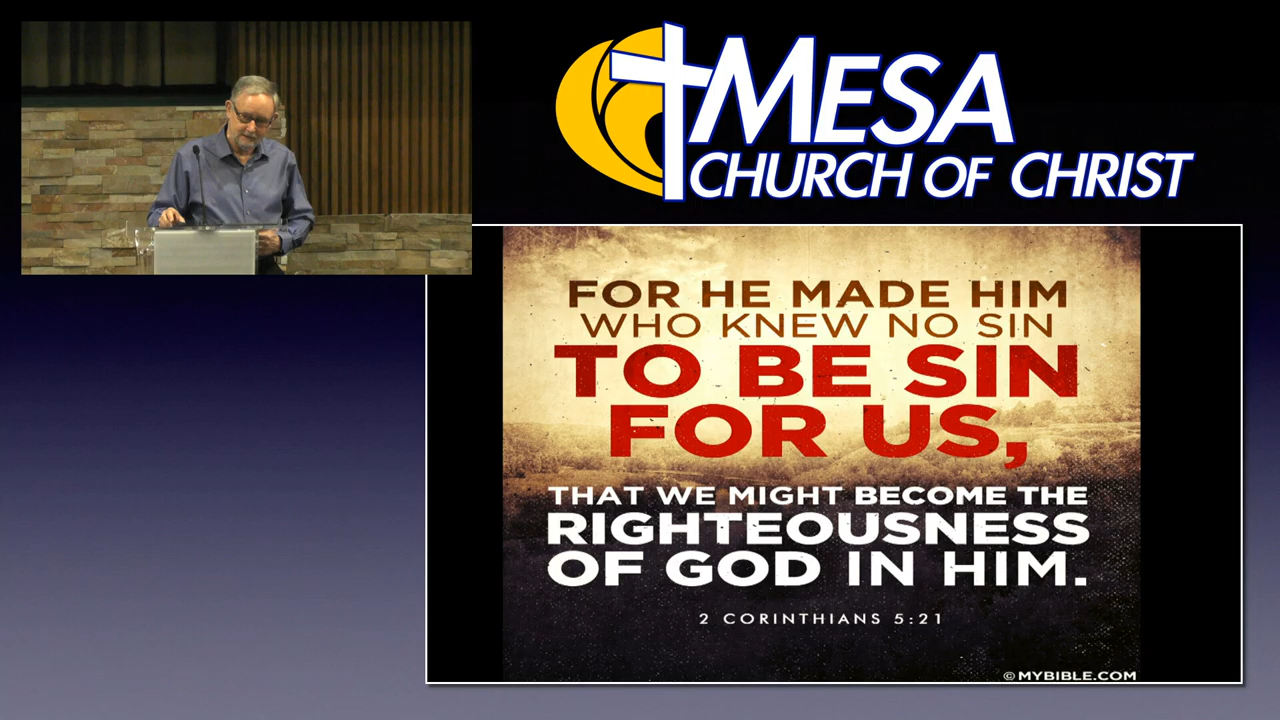 MESA
CHURCH OF CHRIST
FOR HE MADE HIM
WHO KNEW NO SIN
TO BE SIN
FOR US,
THAT WE MIGHT BECOME THE
RIGHTEOUSNESS
OF GOD IN HIM.
2 CORINTHIANS 5:21
© MYBIBLE.COM